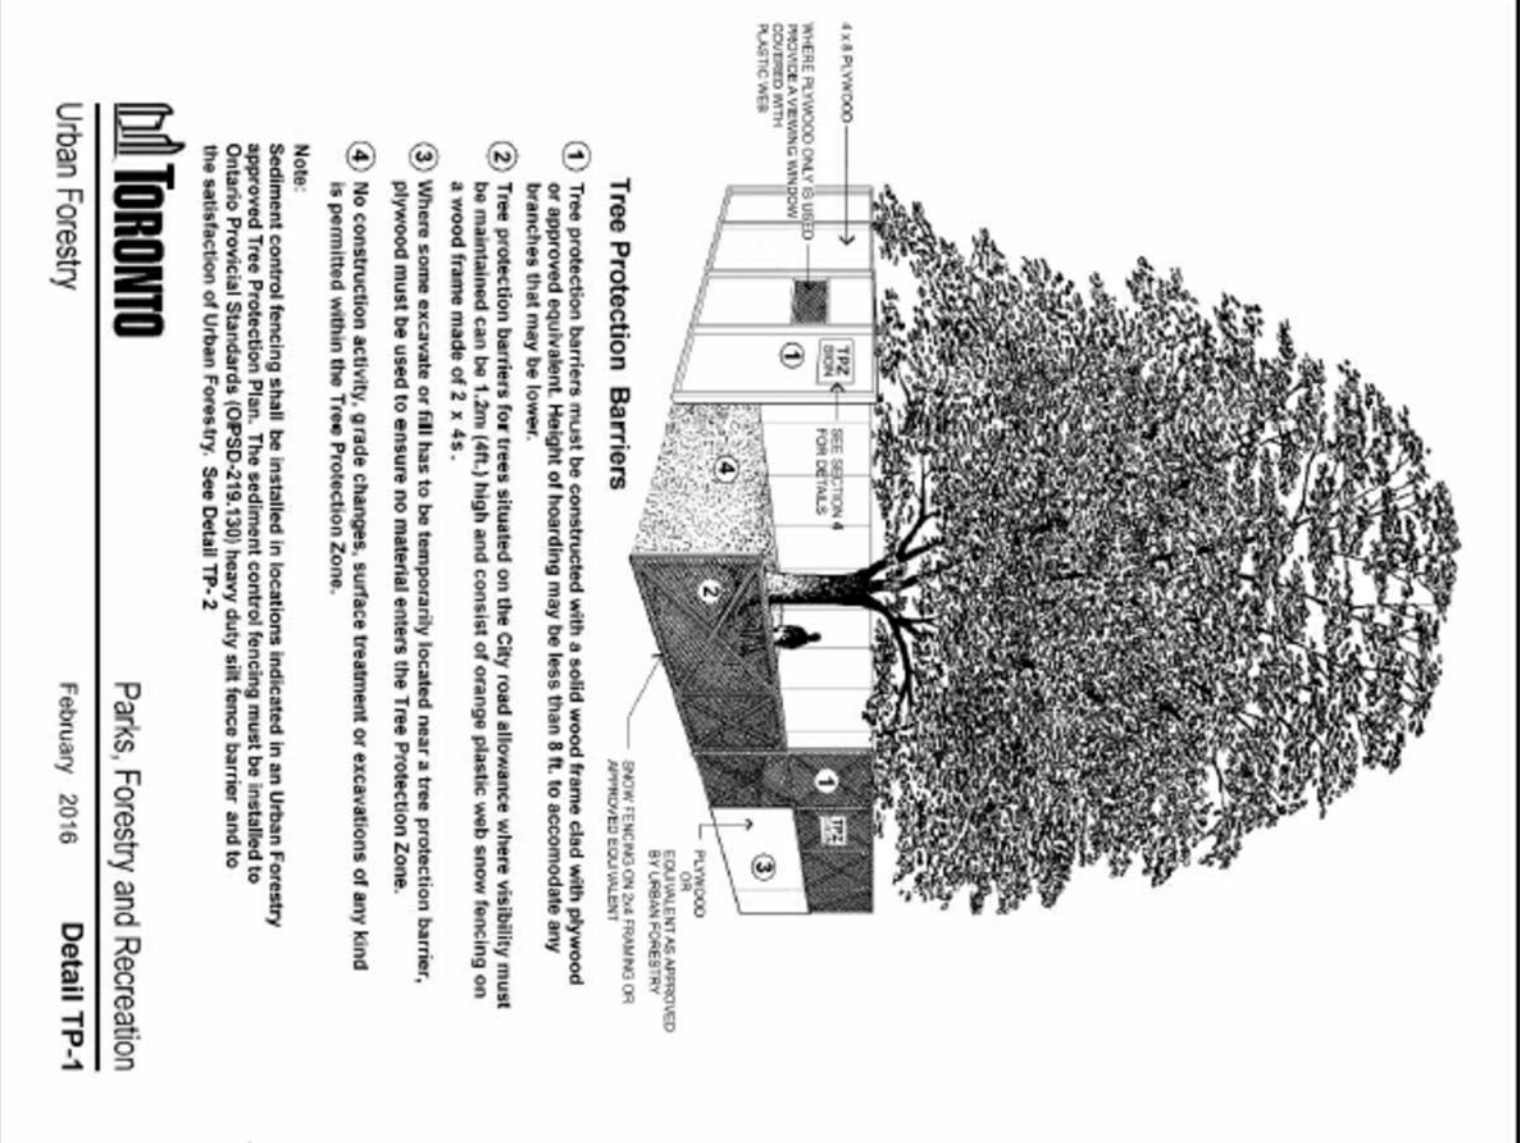 4 x 8 PLYWOOD
WHERE PLYWOOD ONLY IS USED
PROVIDE A VIEWING WINDOW
COVERED WITH
PLASTIC WEB
TPZ
SIGN
1
SEE SECTION 4
FOR DETAILS
4
2
1
TPZ
3
PLYWOOD
OR
EQUIVALENT AS APPROVED
BY URBAN FORESTRY
SNOW FENCING ON 2x4 FRAMING OR
APPROVED EQUIVALENT
Tree Protection Barriers
1 Tree protection barriers must be constructed with a solid wood frame clad with plywood
or approved equivalent. Height of hoarding may be less than 8 ft. to accomodate any
branches that may be lower.
2 Tree protection barriers for trees situated on the City road allowance where visibility must
be maintained can be 1.2m (4ft.) high and consist of orange plastic web snow fencing on
a wood frame made of 2 x 4s.
3 Where some excavate or fill has to be temporarily located near a tree protection barrier,
plywood must be used to ensure no material enters the Tree Protection Zone.
4 No construction activity, grade changes, surface treatment or excavations of any kind
is permitted within the Tree Protection Zone.
Note:
Sediment control fencing shall be installed in locations indicated in an Urban Forestry
approved Tree Protection Plan. The sediment control fencing must be installed to
Ontario Provicial Standards (OPSD-219.130) heavy duty silt fence barrier and to
the satisfaction of Urban Forestry. See Detail TP-2
TORONTO
Parks, Forestry and Recreation
Urban Forestry
February 2016
Detail TP-1